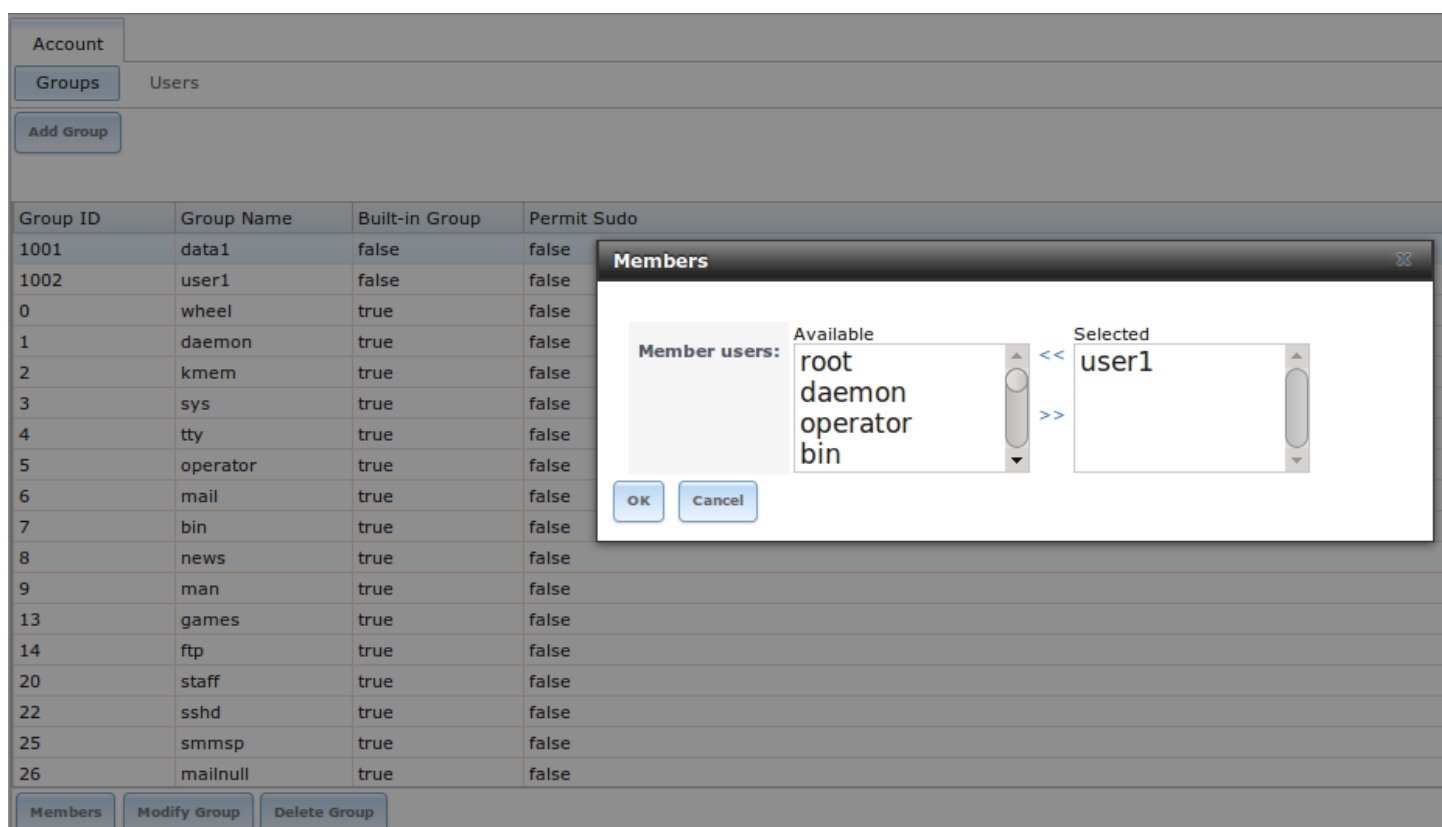 Account
Groups Users
Add Group
Group ID Group Name Built-in Group Permit Sudo
1001 data1 false false
1002 user1 false false
0 wheel true false
1 daemon true false
2 kmem true false
3 sys true false
4 tty true false
5 operator true false
6 mail true false
7 bin true false
8 news true false
9 man true false
13 games true false
14 ftp true false
20 staff true false
22 sshd true false
25 smmsp true false
26 mailnull true false
Members Modify Group Delete Group
Members
Available Selected
Member users:
root
daemon
operator
bin
<<
>>
user1
OK Cancel